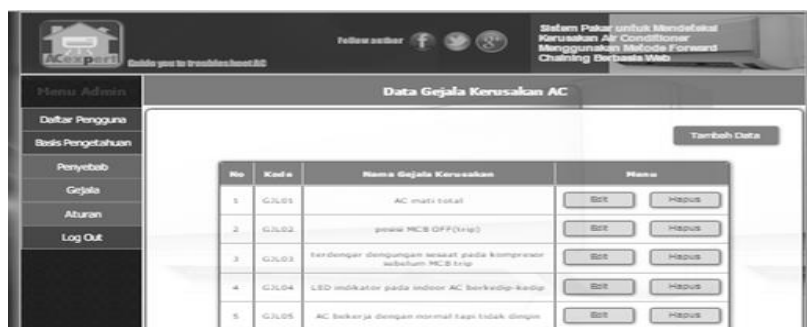 ACexpert
Guide you to troubleshoot AC
Follow author
Sistem Pakar untuk Mendeteksi
Kerusakan Air Conditioner
Menggunakan Metode Forward
Chaining Berbasis Web
Menu Admin
Data Gejala Kerusakan AC
Daftar Pengguna
Basis Pengetahuan
Penyebab
Gejala
Aturan
Log Out
Tambah Data
No Kode Nama Gejala Kerusakan Menu
1 GJL01 AC mati total Edit Hapus
2 GJL02 posisi MCB OFF(trip) Edit Hapus
3 GJL03 terdengar dengungan sesaat pada kompresor
sebelum MCB trip Edit Hapus
4 GJL04 LED indikator pada indoor AC berkedip-kedip Edit Hapus
5 GJL05 AC bekerja dengan normal tapi tidak dingin Edit Hapus